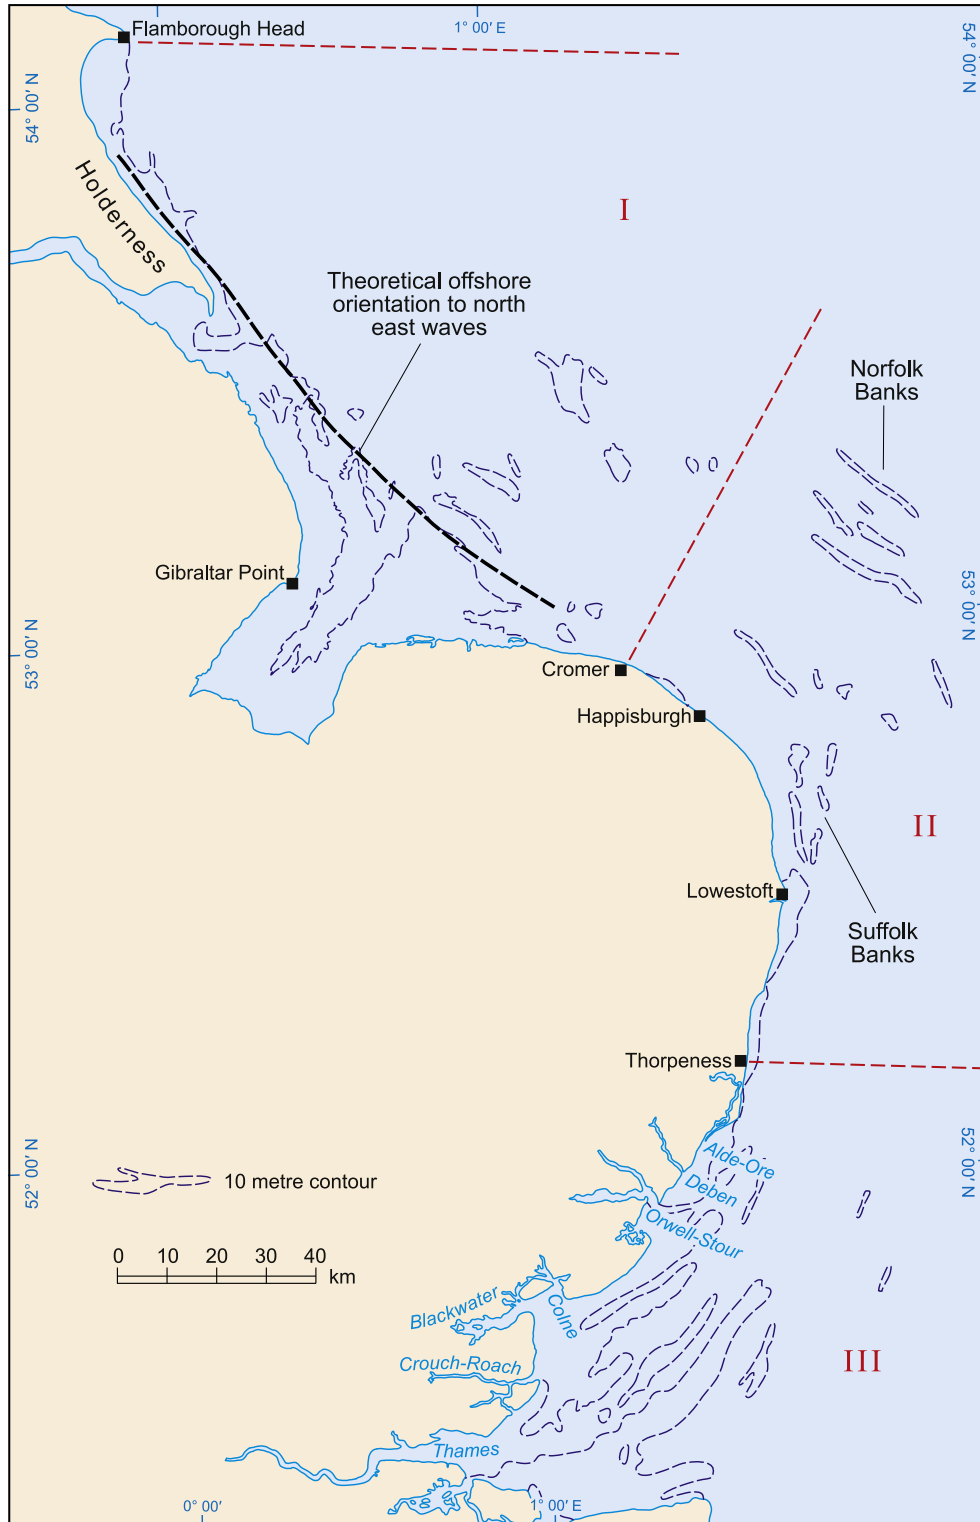 Flamborough Head
1° 00′ E
54° 00′ N
54° 00′ N
Holderness
I
Theoretical offshore
orientation to north
east waves
Norfolk
Banks
Gibraltar Point
53° 00′ N
53° 00′ N
Cromer
Happisburgh
II
Lowestoft
Suffolk
Banks
Thorpeness
52° 00′ N
52° 00′ N
Alde-Ore
10 metre contour
Deben
Orwell-Stour
0 10 20 30 40
km
Blackwater
Colne
Crouch-Roach
III
Thames
0° 00′
1° 00′ E